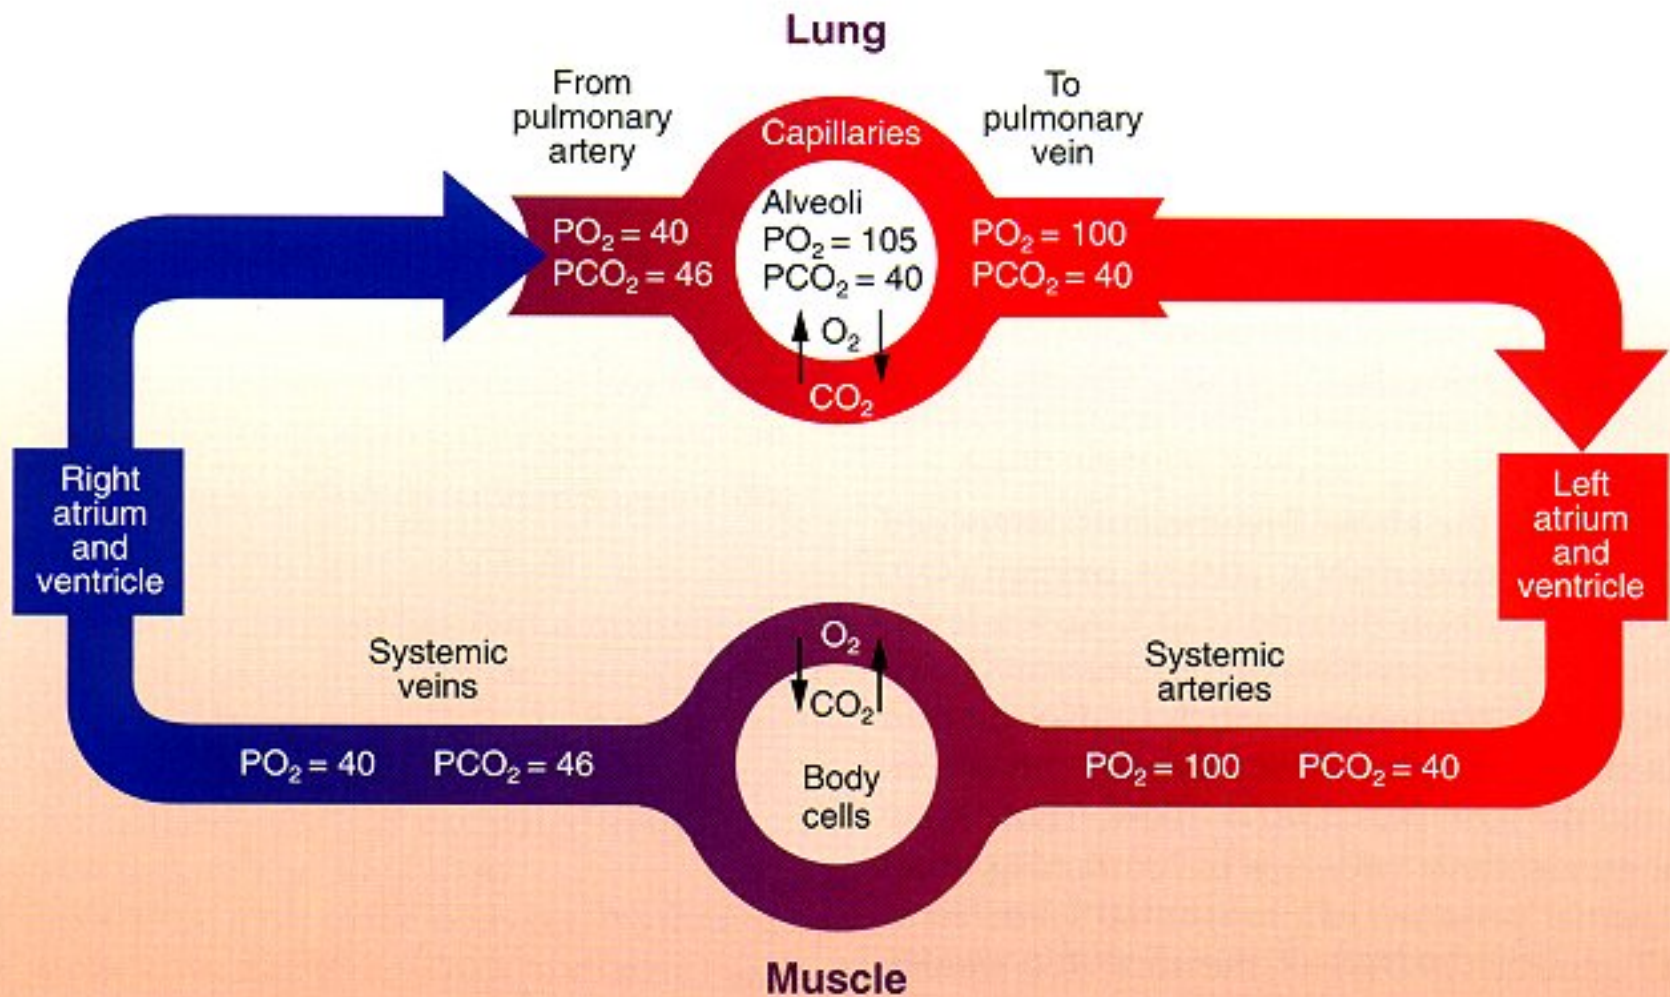 Lung
From
pulmonary
artery
To
pulmonary
vein
Capillaries
PO₂ = 40
PCO₂ = 46
Alveoli
PO₂ = 105
PCO₂ = 40
O₂
CO₂
PO₂ = 100
PCO₂ = 40
Right
atrium
and
ventricle
Left
atrium
and
ventricle
Systemic
veins
PO₂ = 40 PCO₂ = 46
O₂
CO₂
Body
cells
Systemic
arteries
PO₂ = 100 PCO₂ = 40
Muscle